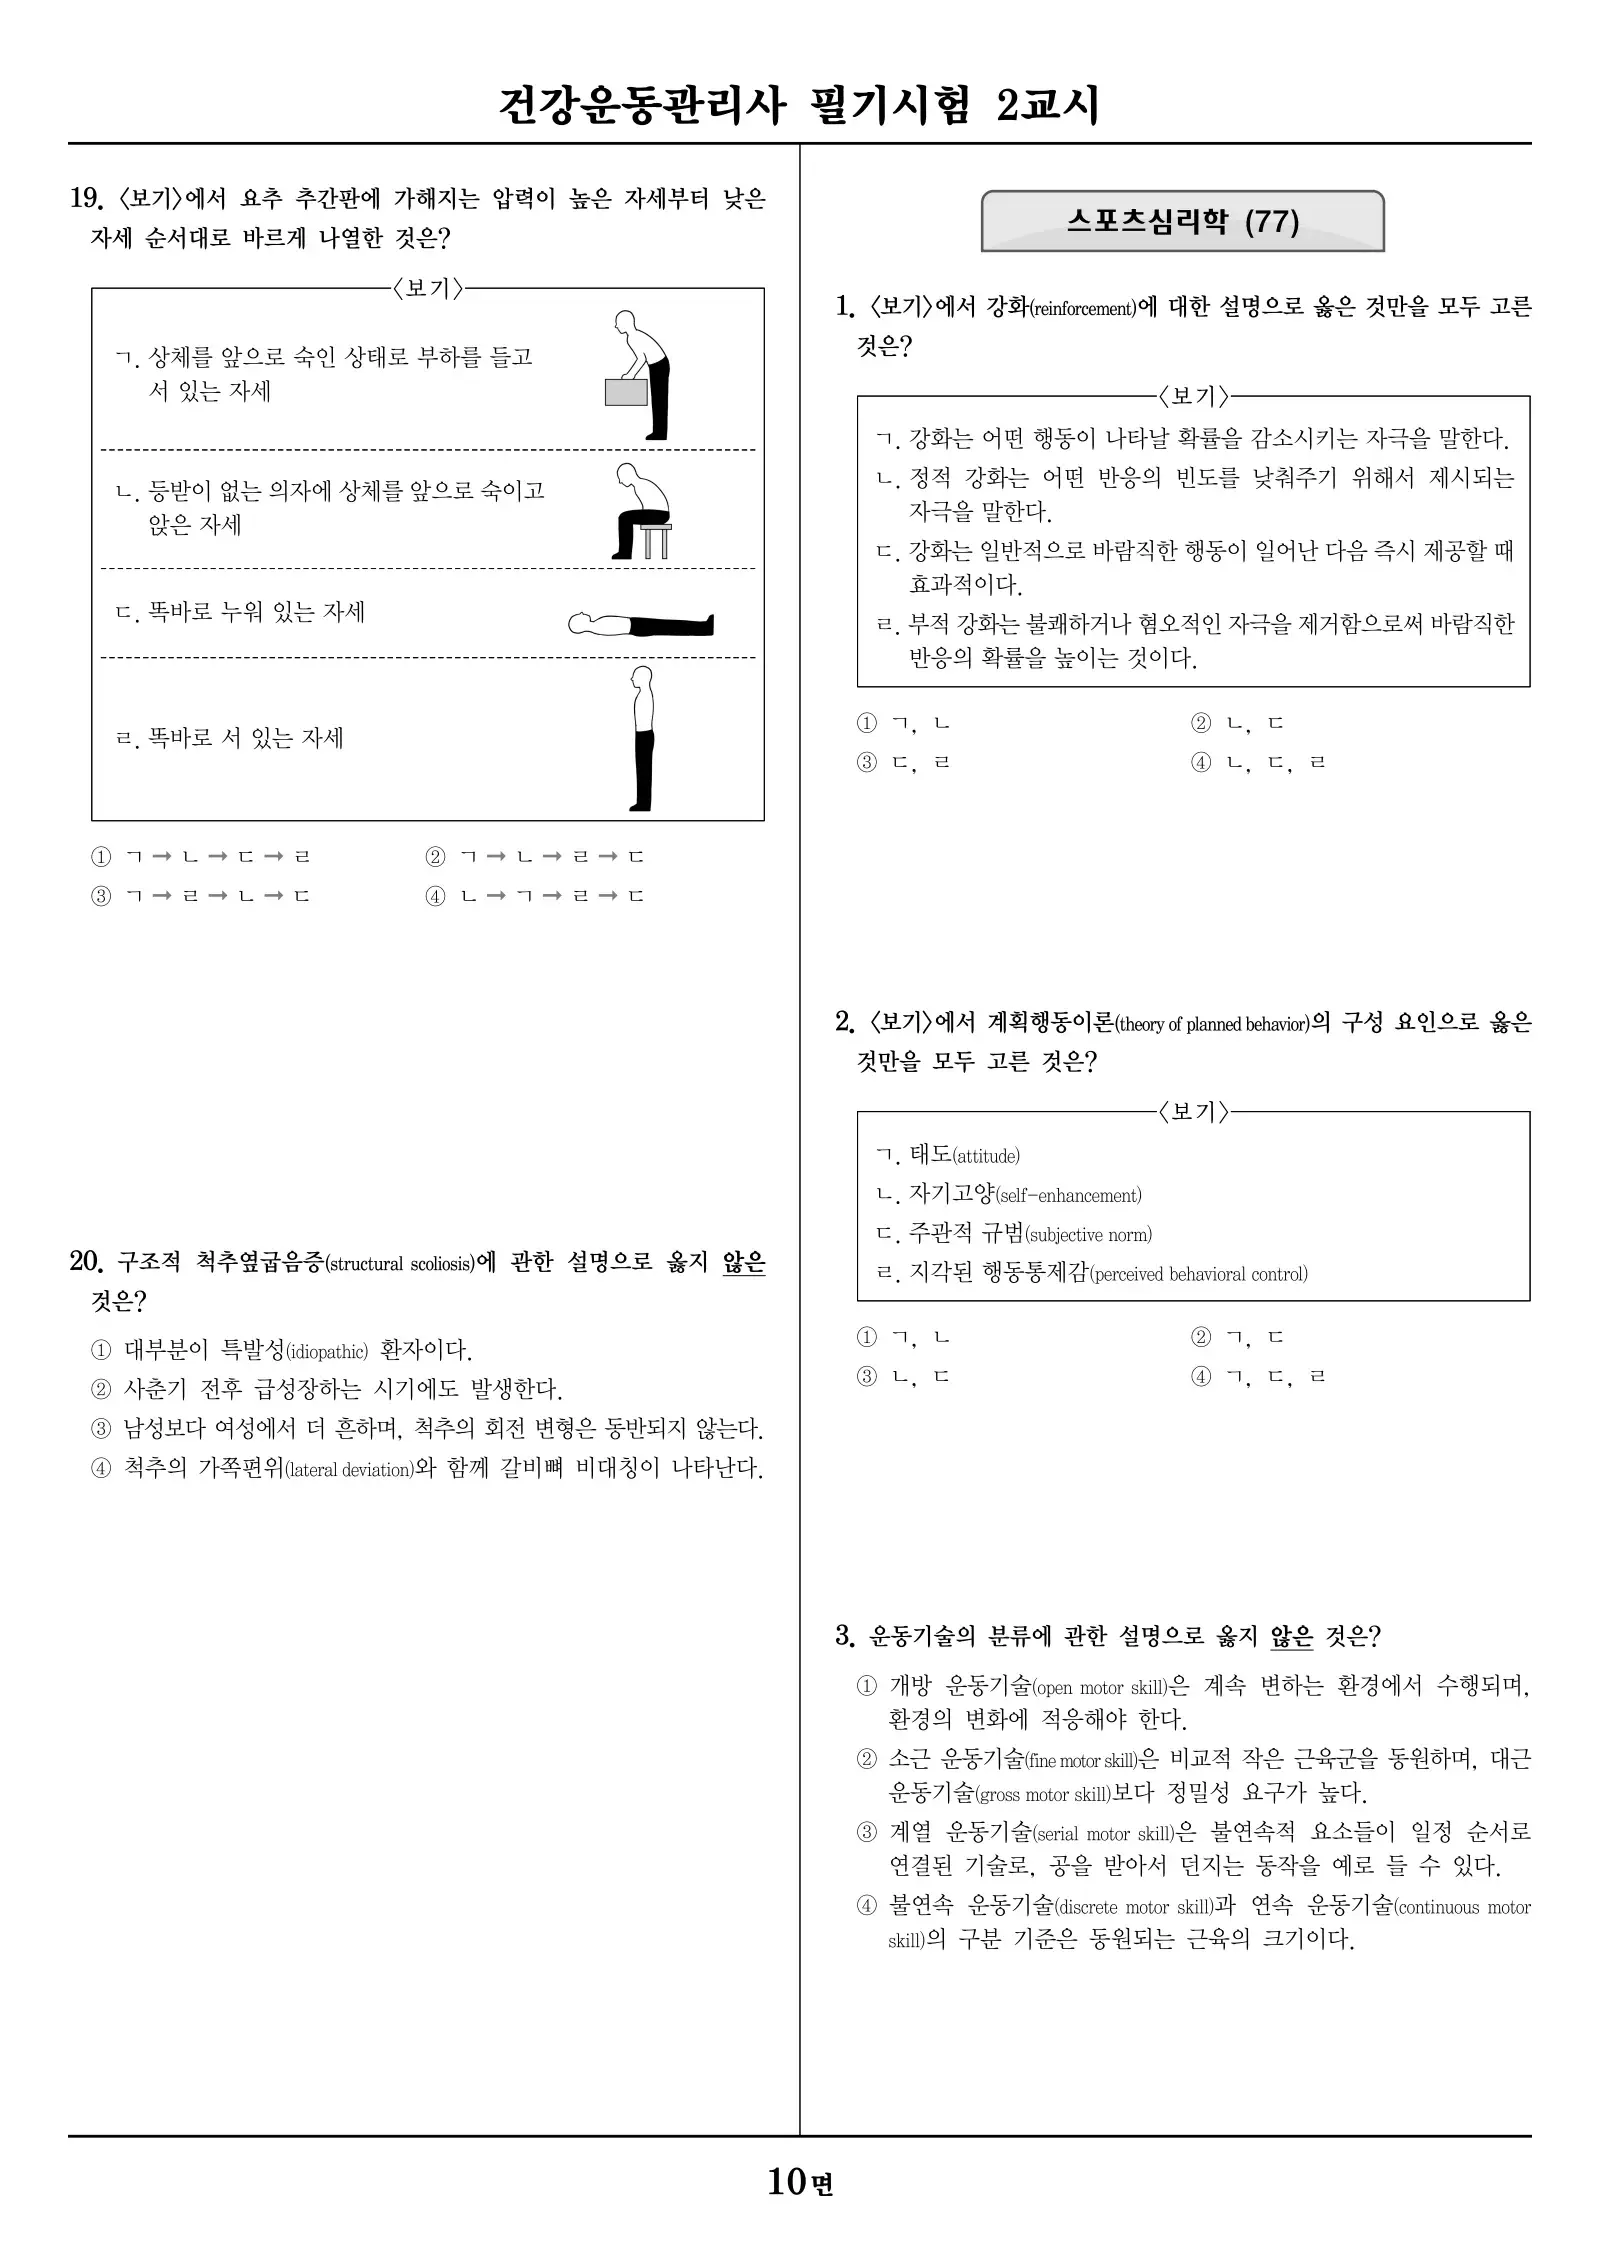 건강운동관리사 필기시험 2교시
19. 〈보기〉에서 요추 추간판에 가해지는 압력이 높은 자세부터 낮은
자세 순서대로 바르게 나열한 것은?
〈보기〉
ㄱ. 상체를 앞으로 숙인 상태로 부하를 들고
서 있는 자세
ㄴ. 등받이 없는 의자에 상체를 앞으로 숙이고
앉은 자세
ㄷ. 똑바로 누워 있는 자세
ㄹ. 똑바로 서 있는 자세
① ㄱ → ㄴ → ㄷ → ㄹ ② ㄱ → ㄴ → ㄹ → ㄷ
③ ㄱ → ㄹ → ㄴ → ㄷ ④ ㄴ → ㄱ → ㄹ → ㄷ
20. 구조적 척추옆굽음증(structural scoliosis)에 관한 설명으로 옳지 않은
것은?
① 대부분이 특발성(idiopathic) 환자이다.
② 사춘기 전후 급성장하는 시기에도 발생한다.
③ 남성보다 여성에서 더 흔하며, 척추의 회전 변형은 동반되지 않는다.
④ 척추의 가쪽편위(lateral deviation)와 함께 갈비뼈 비대칭이 나타난다.
스포츠심리학 (77)
1. 〈보기〉에서 강화(reinforcement)에 대한 설명으로 옳은 것만을 모두 고른
것은?
〈보기〉
ㄱ. 강화는 어떤 행동이 나타날 확률을 감소시키는 자극을 말한다.
ㄴ. 정적 강화는 어떤 반응의 빈도를 낮춰주기 위해서 제시되는
자극을 말한다.
ㄷ. 강화는 일반적으로 바람직한 행동이 일어난 다음 즉시 제공할 때
효과적이다.
ㄹ. 부적 강화는 불쾌하거나 혐오적인 자극을 제거함으로써 바람직한
반응의 확률을 높이는 것이다.
① ㄱ, ㄴ ② ㄴ, ㄷ
③ ㄷ, ㄹ ④ ㄴ, ㄷ, ㄹ
2. 〈보기〉에서 계획행동이론(theory of planned behavior)의 구성 요인으로 옳은
것만을 모두 고른 것은?
〈보기〉
ㄱ. 태도(attitude)
ㄴ. 자기고양(self-enhancement)
ㄷ. 주관적 규범(subjective norm)
ㄹ. 지각된 행동통제감(perceived behavioral control)
① ㄱ, ㄴ ② ㄱ, ㄷ
③ ㄴ, ㄷ ④ ㄱ, ㄷ, ㄹ
3. 운동기술의 분류에 관한 설명으로 옳지 않은 것은?
① 개방 운동기술(open motor skill)은 계속 변하는 환경에서 수행되며,
환경의 변화에 적응해야 한다.
② 소근 운동기술(fine motor skill)은 비교적 작은 근육군을 동원하며, 대근
운동기술(gross motor skill)보다 정밀성 요구가 높다.
③ 계열 운동기술(serial motor skill)은 불연속적 요소들이 일정 순서로
연결된 기술로, 공을 받아서 던지는 동작을 예로 들 수 있다.
④ 불연속 운동기술(discrete motor skill)과 연속 운동기술(continuous motor
skill)의 구분 기준은 동원되는 근육의 크기이다.
10면